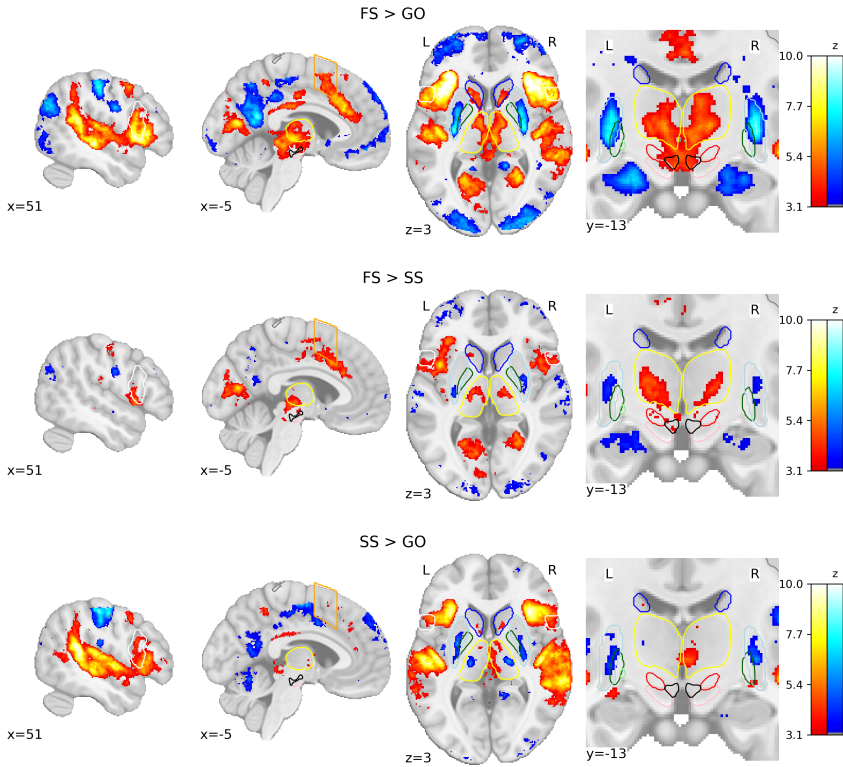 FS > GO
L R L R z
10.0
7.7
5.4
3.1
x=51 x=-5 z=3 y=-13
FS > SS
L R L R z
10.0
7.7
5.4
3.1
x=51 x=-5 z=3 y=-13
SS > GO
L R L R z
10.0
7.7
5.4
3.1
x=51 x=-5 z=3 y=-13